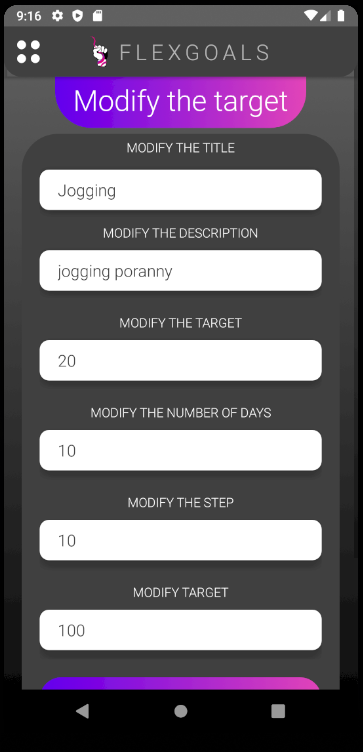 9:16
FLEXGOALS
Modify the target
MODIFY THE TITLE
Jogging
MODIFY THE DESCRIPTION
jogging poranny
MODIFY THE TARGET
20
MODIFY THE NUMBER OF DAYS
10
MODIFY THE STEP
10
MODIFY TARGET
100